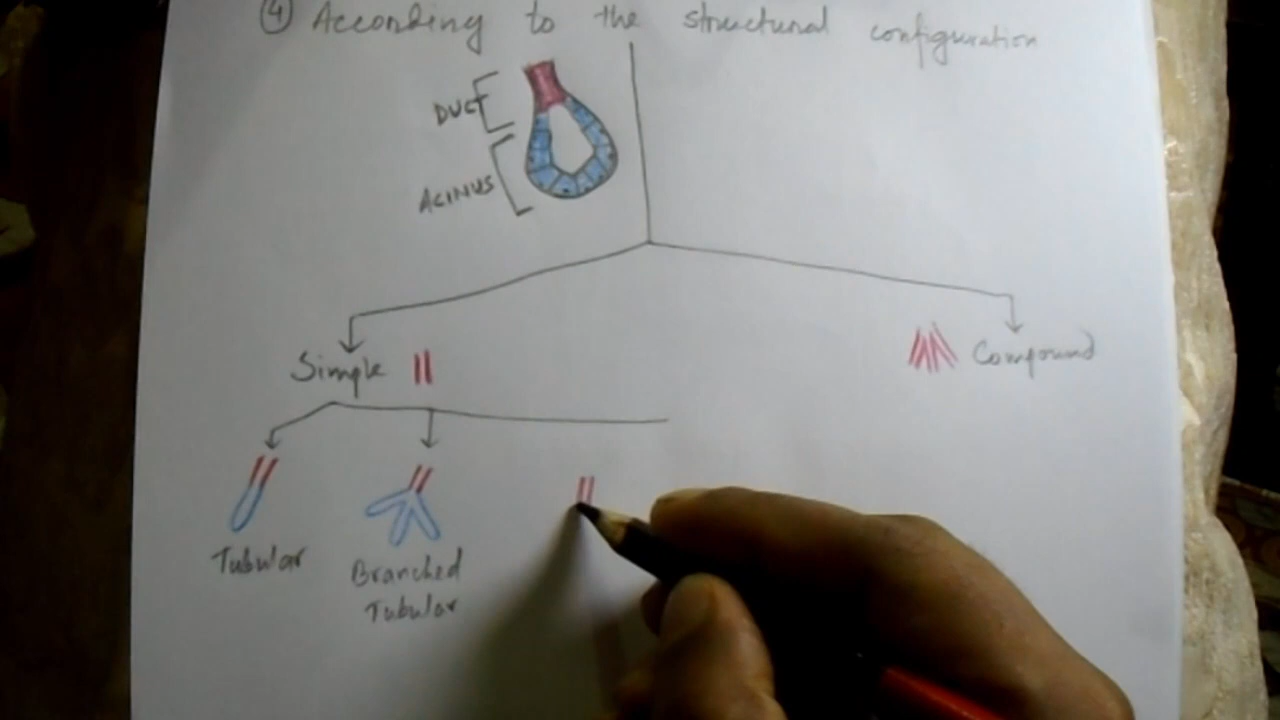 ④ According to the structural configuration
DUCT
ACINUS
Simple
Compound
Tubular
Branched
Tubular